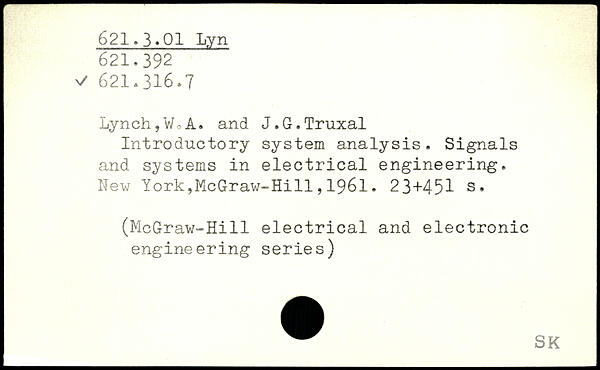 621.3.01 Lyn
621.392
✓ 621.316.7
Lynch,W.A. and J.G.Truxal
Introductory system analysis. Signals
and systems in electrical engineering.
New York,McGraw-Hill,1961. 23+451 s.
(McGraw-Hill electrical and electronic
engineering series)
SK